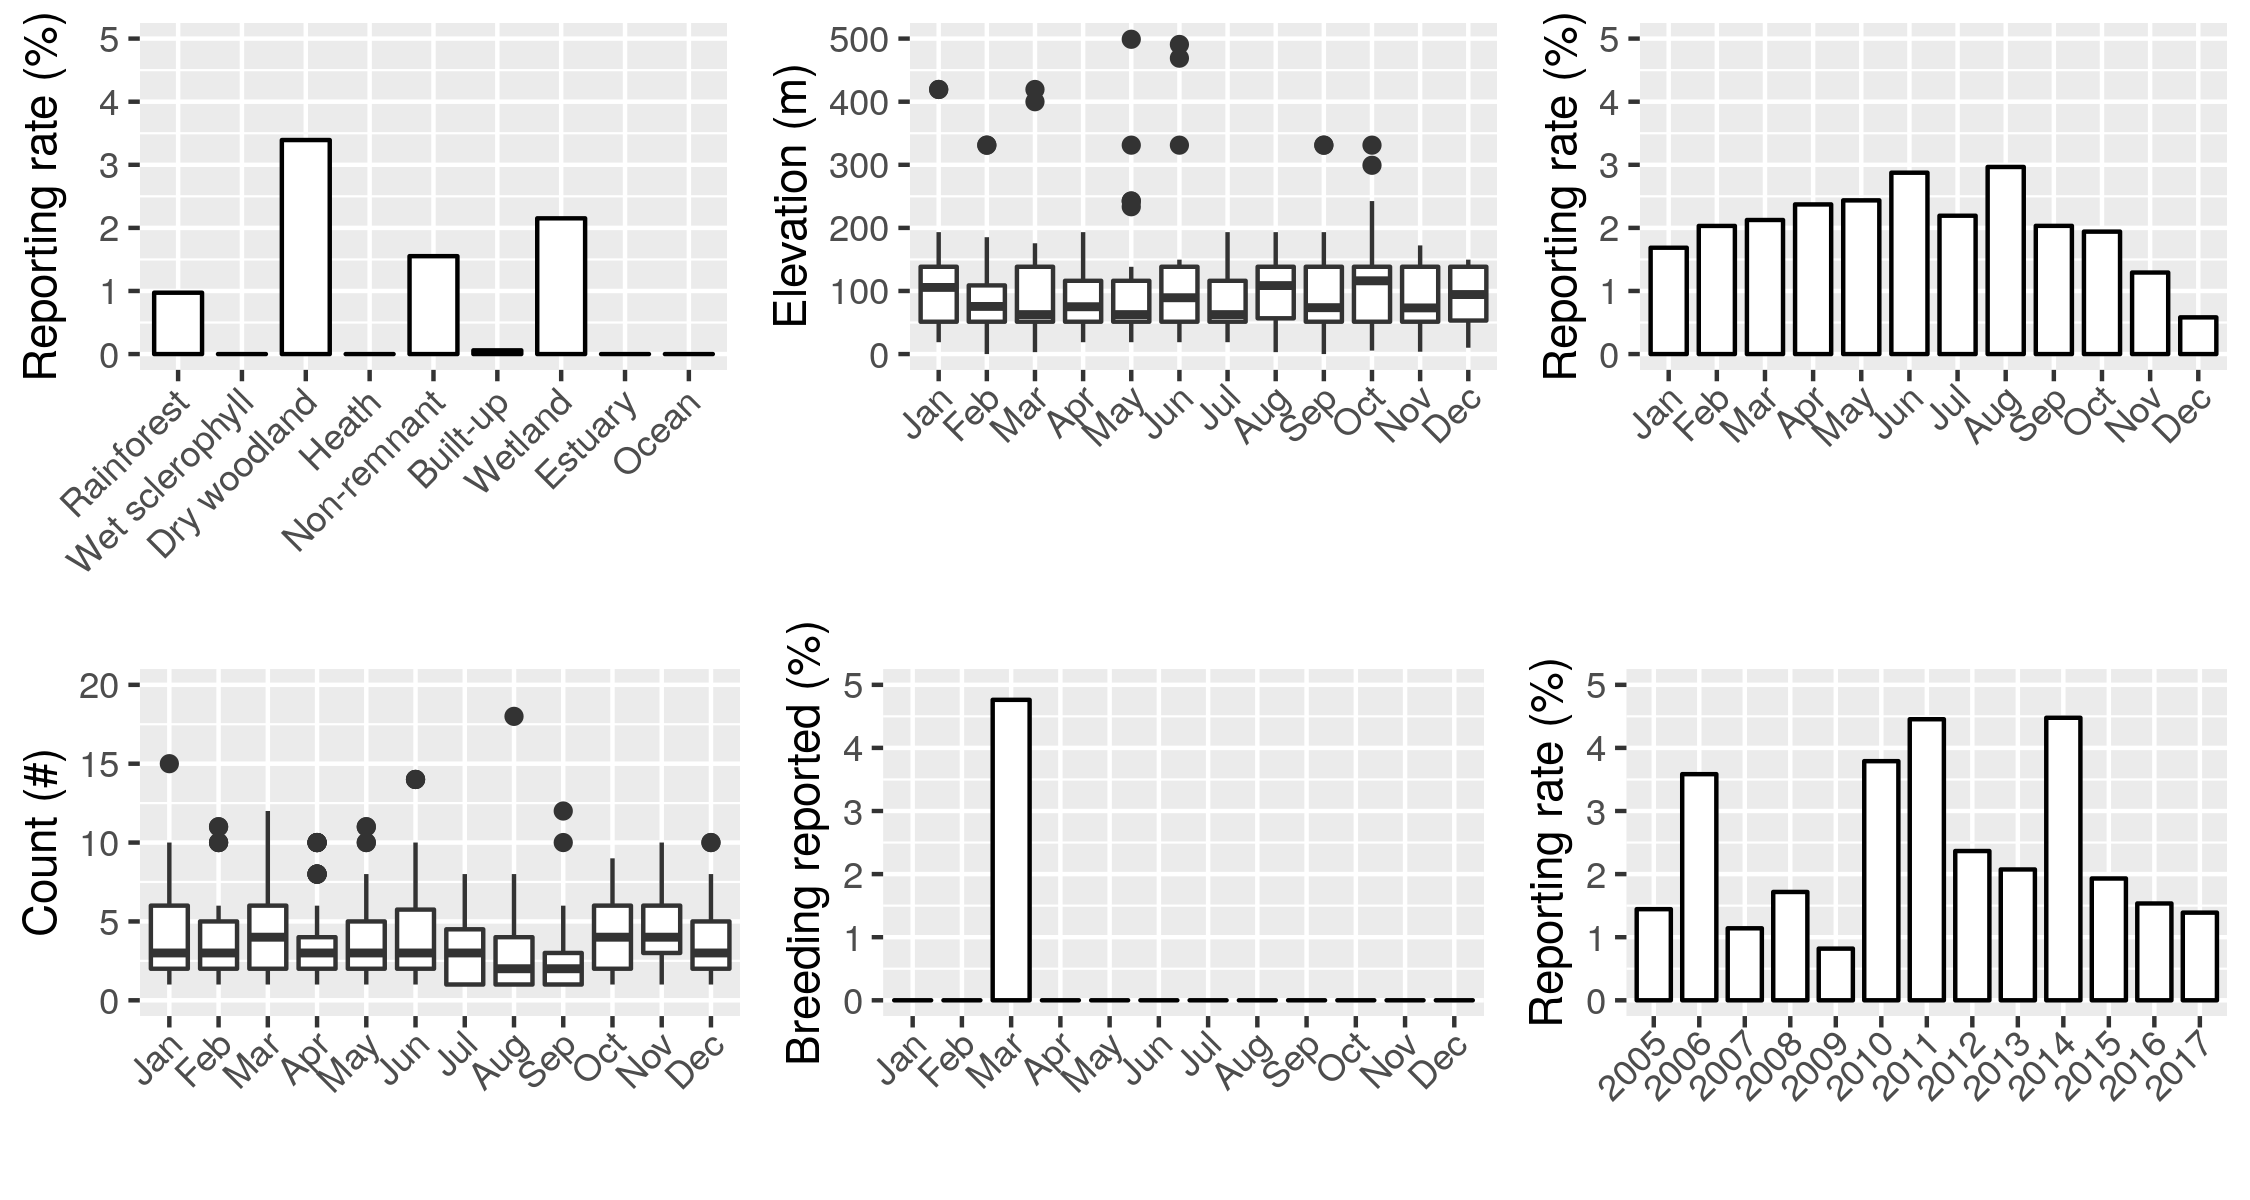 Reporting rate (%)
5
4
3
2
1
0
Rainforest
Wet sclerophyll
Dry woodland
Heath
Non-remnant
Built-up
Wetland
Estuary
Ocean
Elevation (m)
500
400
300
200
100
0
Jan
Feb
Mar
Apr
May
Jun
Jul
Aug
Sep
Oct
Nov
Dec
Reporting rate (%)
5
4
3
2
1
0
Jan
Feb
Mar
Apr
May
Jun
Jul
Aug
Sep
Oct
Nov
Dec
Count (#)
20
15
10
5
0
Jan
Feb
Mar
Apr
May
Jun
Jul
Aug
Sep
Oct
Nov
Dec
Breeding reported (%)
5
4
3
2
1
0
Jan
Feb
Mar
Apr
May
Jun
Jul
Aug
Sep
Oct
Nov
Dec
Reporting rate (%)
5
4
3
2
1
0
2005
2006
2007
2008
2009
2010
2011
2012
2013
2014
2015
2016
2017